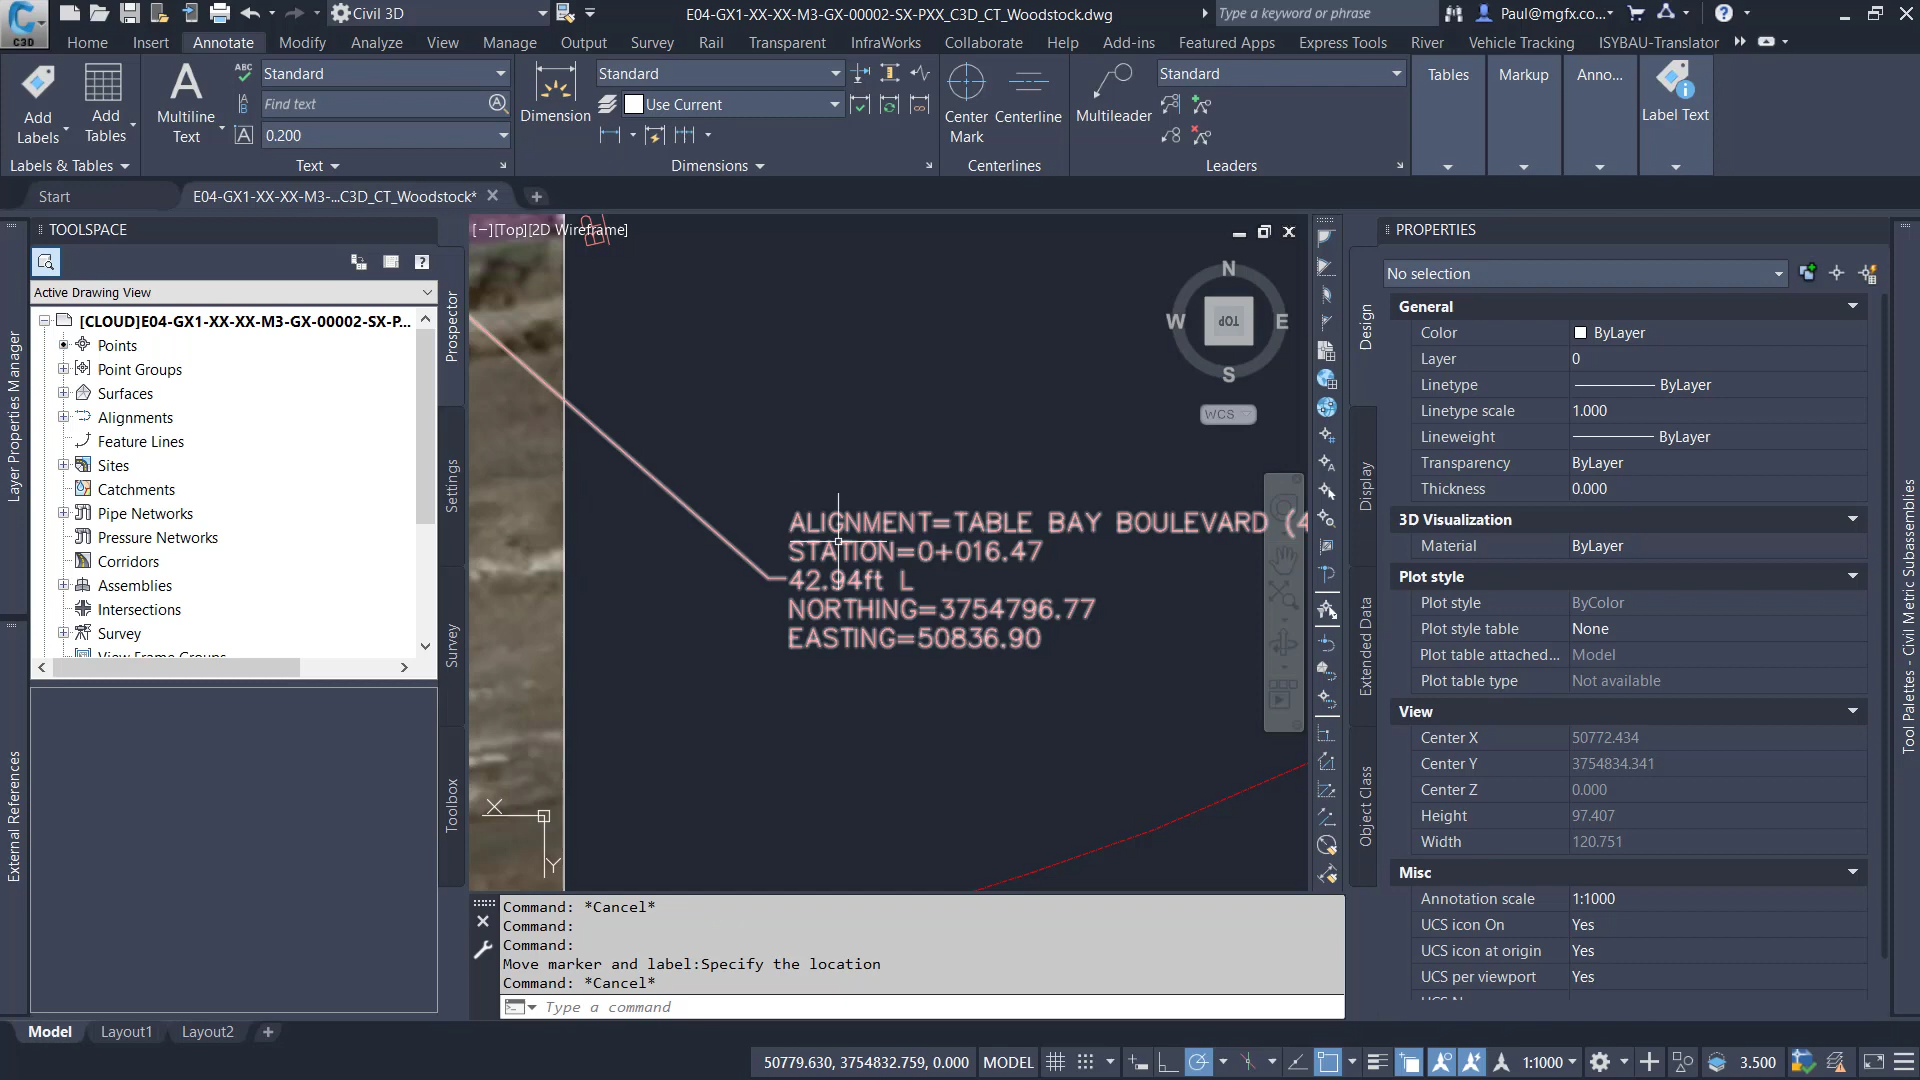 Civil 3D
E04-GX1-XX-XX-M3-GX-00002-SX-PXX_C3D_CT_Woodstock.dwg
Type a keyword or phrase
Paul@mgfx.co...
C3D
Home
Insert
Annotate
Modify
Analyze
View
Manage
Output
Survey
Rail
Transparent
InfraWorks
Collaborate
Help
Add-ins
Featured Apps
Express Tools
River
Vehicle Tracking
ISYBAU-Translator
Add
Labels
Add
Tables
Labels & Tables
Multiline
Text
ABC
Standard
Find text
0.200
Text
Dimension
Standard
Use Current
Dimensions
Center
Mark
Centerline
Centerlines
Multileader
Standard
Leaders
Tables
Markup
Anno...
Label Text
Start
E04-GX1-XX-XX-M3-...C3D_CT_Woodstock*
TOOLSPACE
Active Drawing View
[CLOUD]E04-GX1-XX-XX-M3-GX-00002-SX-P...
Points
Point Groups
Surfaces
Alignments
Feature Lines
Sites
Catchments
Pipe Networks
Pressure Networks
Corridors
Assemblies
Intersections
Survey
View Frame Groups
Layer Properties Manager
External References
Prospector
Settings
Survey
Toolbox
[−][Top][2D Wireframe]
N
W
TOP
E
S
WCS
ALIGNMENT=TABLE BAY BOULEVARD (4
STATION=0+016.47
42.94ft L
NORTHING=3754796.77
EASTING=50836.90
X
Y
Command: *Cancel*
Command:
Command:
Move marker and label:Specify the location
Command: *Cancel*
Type a command
PROPERTIES
No selection
General
Color ByLayer
Layer 0
Linetype ByLayer
Linetype scale 1.000
Lineweight ByLayer
Transparency ByLayer
Thickness 0.000
3D Visualization
Material ByLayer
Plot style
Plot style ByColor
Plot style table None
Plot table attached... Model
Plot table type Not available
View
Center X 50772.434
Center Y 3754834.341
Center Z 0.000
Height 97.407
Width 120.751
Misc
Annotation scale 1:1000
UCS icon On Yes
UCS icon at origin Yes
UCS per viewport Yes
Design
Display
Extended Data
Object Class
Tool Palettes - Civil Metric Subassemblies
Model
Layout1
Layout2
50779.630, 3754832.759, 0.000
MODEL
1:1000
3.500